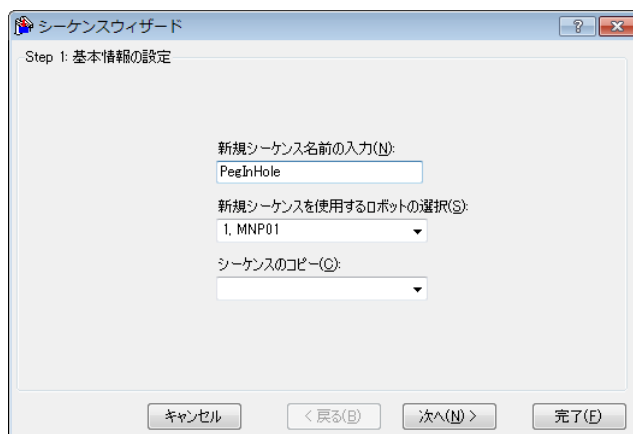 シーケンスウィザード
Step 1: 基本情報の設定
新規シーケンス名前の入力(N):
PegInHole
新規シーケンスを使用するロボットの選択(S):
1, MNP01
シーケンスのコピー(C):
キャンセル
< 戻る(B)
次へ(N) >
完了(F)